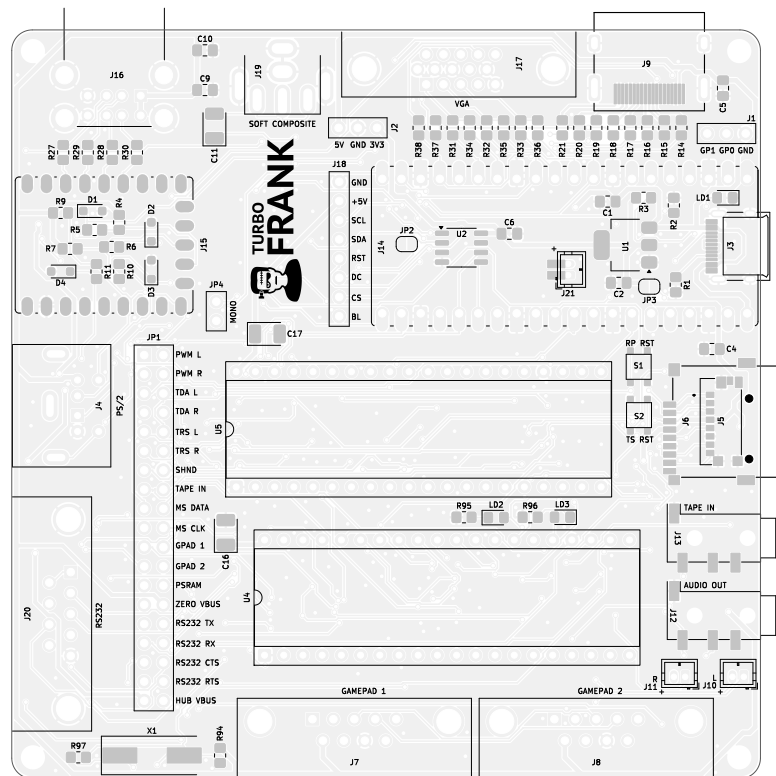 C10
J16
J19
J17
J9
C9
C5
VGA
SOFT COMPOSITE
J2
J1
C11
5V GND 3V3
GP1 GP0 GND
R27 R29 R28 R30
R38 R37 R31 R34 R32 R35 R33 R36 R21 R20 R19 R18 R17 R16 R15 R14
TURBO
FRANK
J18
GND
+5V
SCL
SDA
RST
DC
CS
BL
J14
JP2
U2
C6
C1
R3
R2
LD1
U1
J3
J21
+
C2
JP3
R1
R9
D1
R4
D2
R5
R7
R6
J15
D4
R11
R10
D3
JP4
MONO
C17
JP1
PWM L
PWM R
TDA L
TDA R
TRS L
TRS R
SHND
TAPE IN
MS DATA
MS CLK
GPAD 1
GPAD 2
PSRAM
ZERO VBUS
RS232 TX
RS232 RX
RS232 CTS
RS232 RTS
HUB VBUS
J4
PS/2
U5
RP RST
S1
S2
TS RST
C4
J6
J5
R95
LD2
R96
LD3
TAPE IN
J13
C16
U4
AUDIO OUT
J12
J20
RS232
R
J11
+
L
J10
+
GAMEPAD 1
GAMEPAD 2
X1
R97
R94
J7
J8